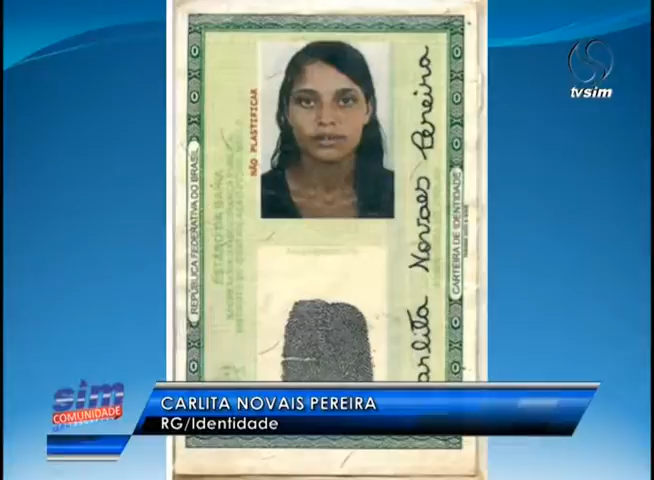 tvsim
NÃO PLASTIFICAR
REPÚBLICA FEDERATIVA DO BRASIL
ESTADO DA BAHIA
Carlita Novaes Pereira
CARTEIRA DE IDENTIDADE
sim
COMUNIDADE
CARLITA NOVAIS PEREIRA
RG/Identidade